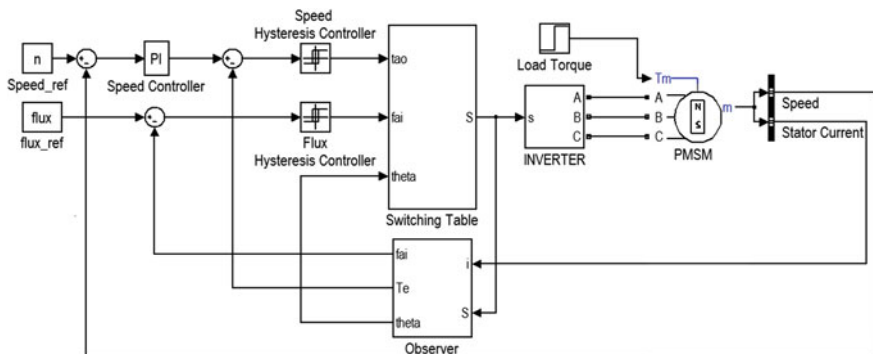 n
Speed_ref
PI
Speed Controller
Speed
Hysteresis Controller
flux
flux_ref
Flux
Hysteresis Controller
tao
fai
theta
S
Switching Table
Load Torque
s
A
B
C
INVERTER
Tm
A
B
C
N
S
m
PMSM
Speed
Stator Current
fai
Te
theta
i
S
Observer